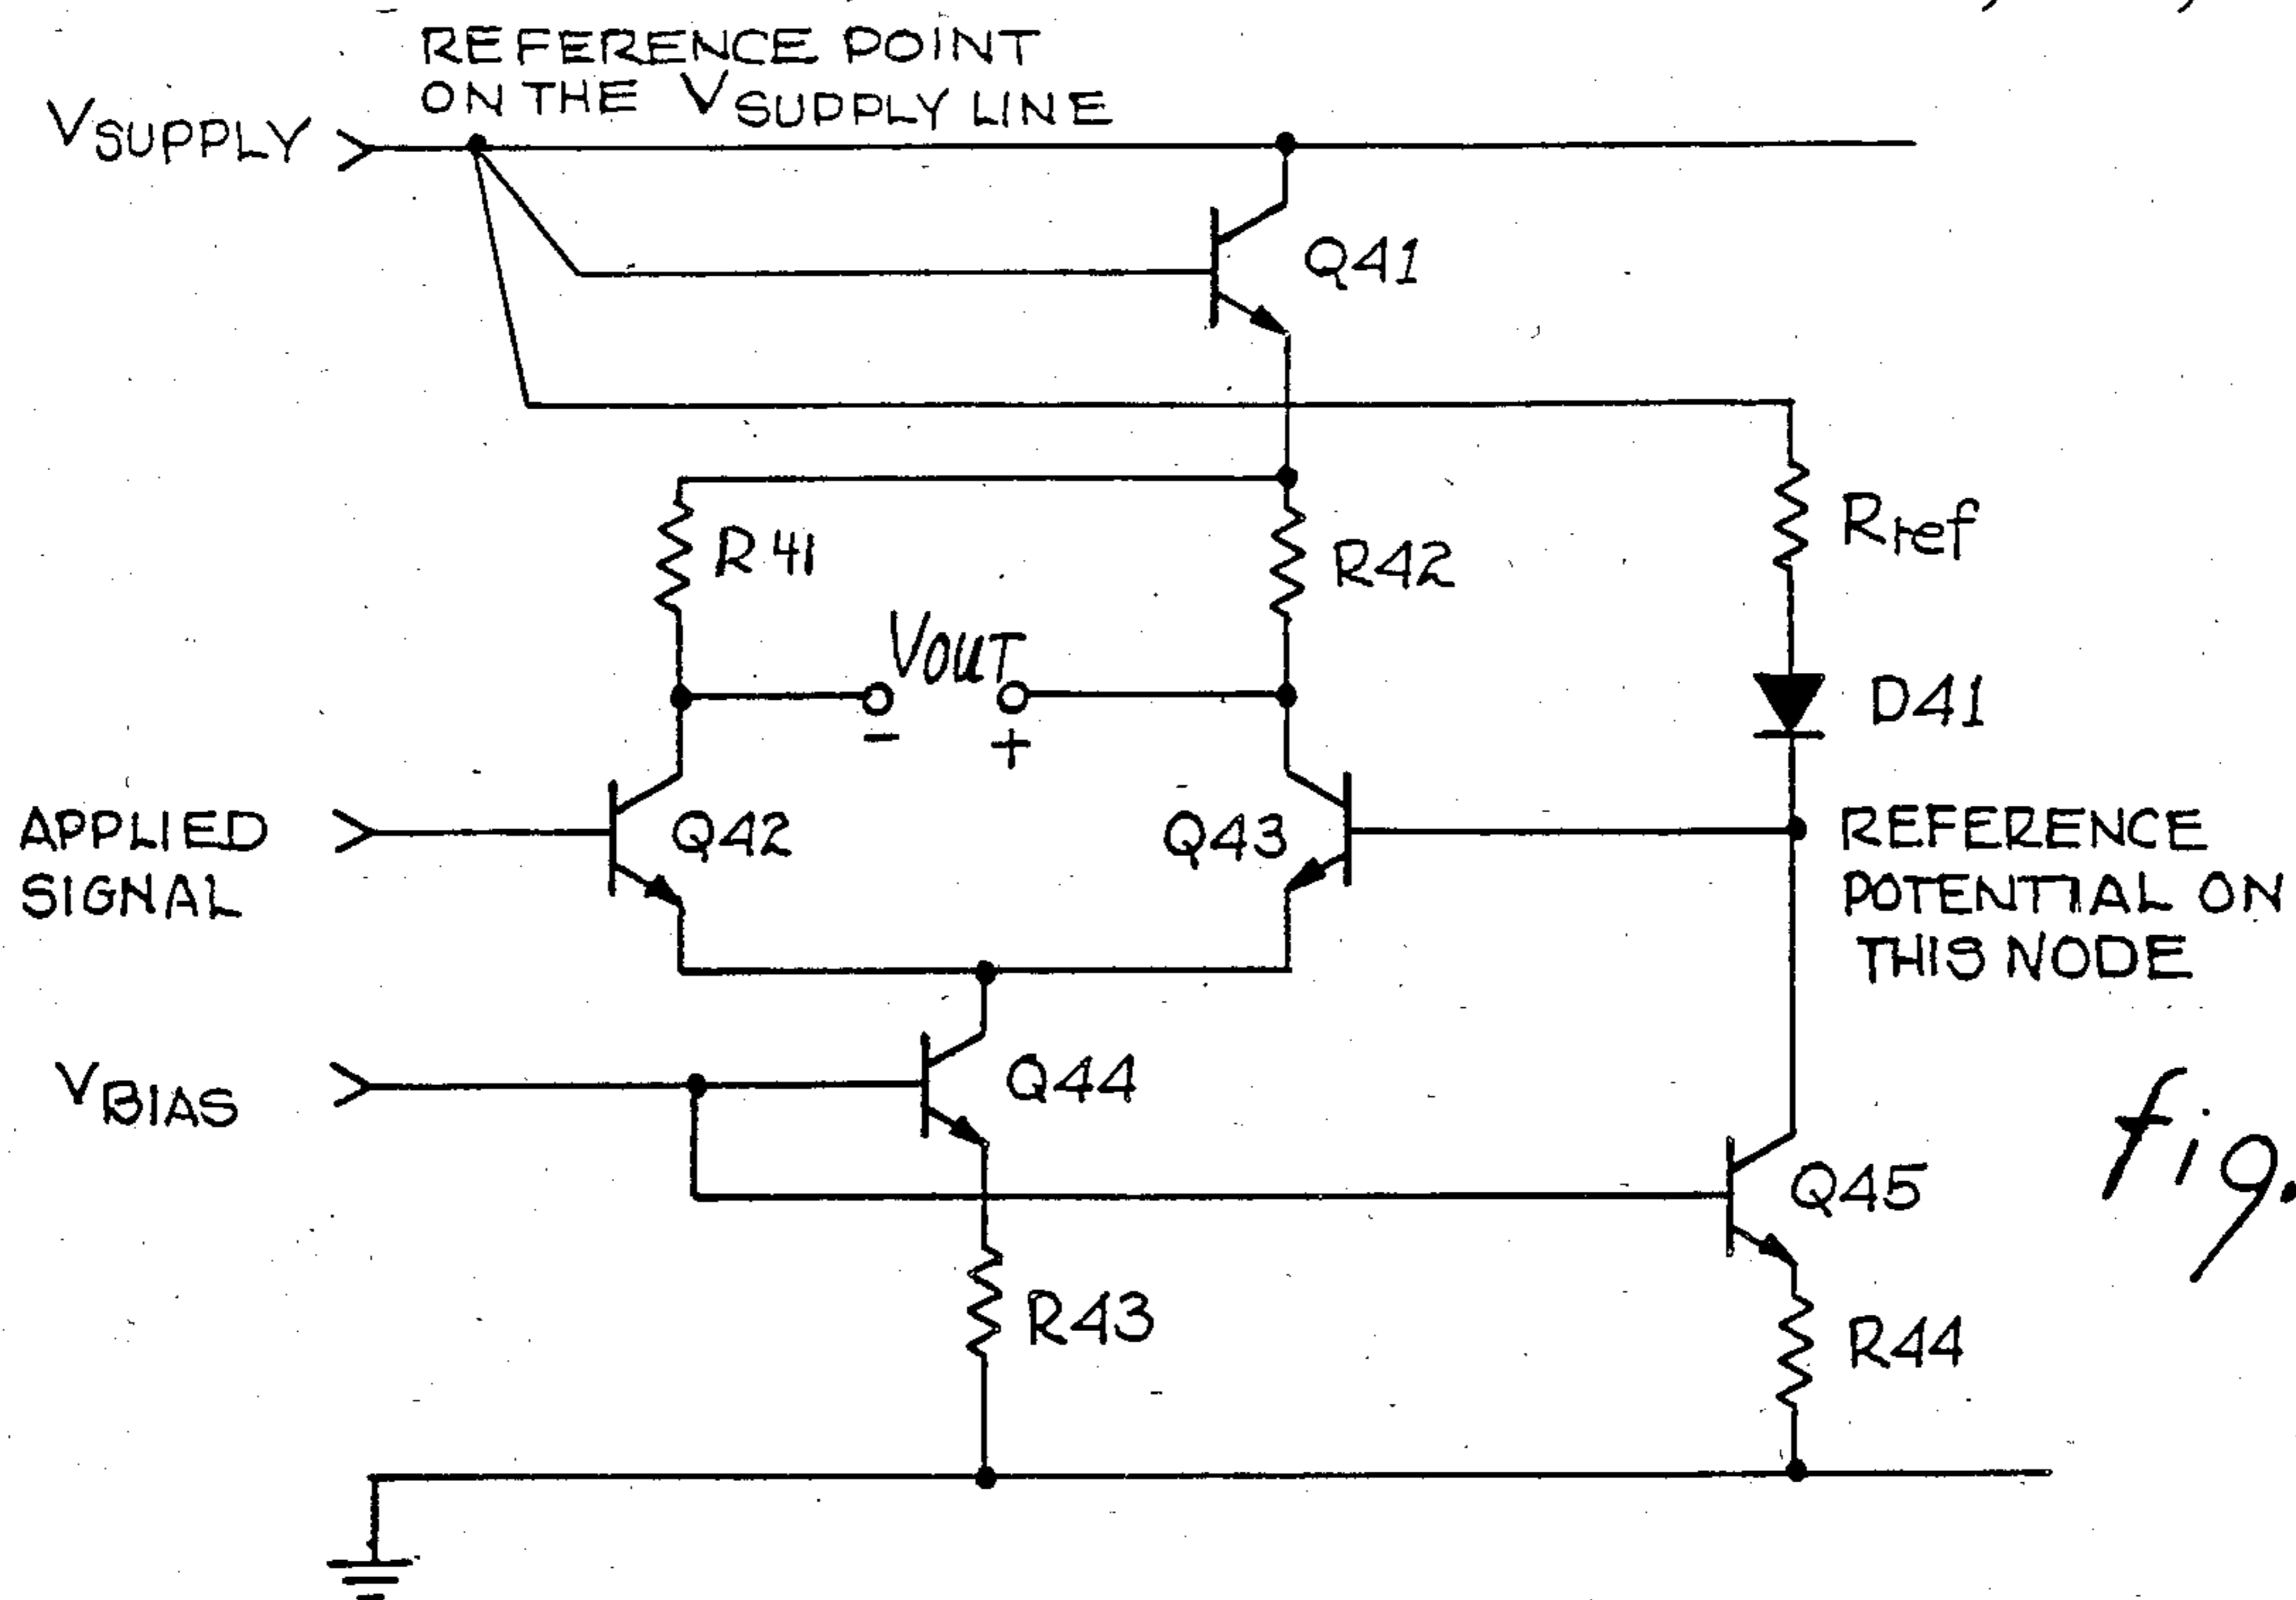 REFERENCE POINT
ON THE VSUPPLY LINE
VSUPPLY
Q41
Rref
R41
R42
VOUT
D41
- +
APPLIED
SIGNAL
Q42
Q43
REFERENCE
POTENTIAL ON
THIS NODE
VBIAS
Q44
Q45
fig.
R43
R44